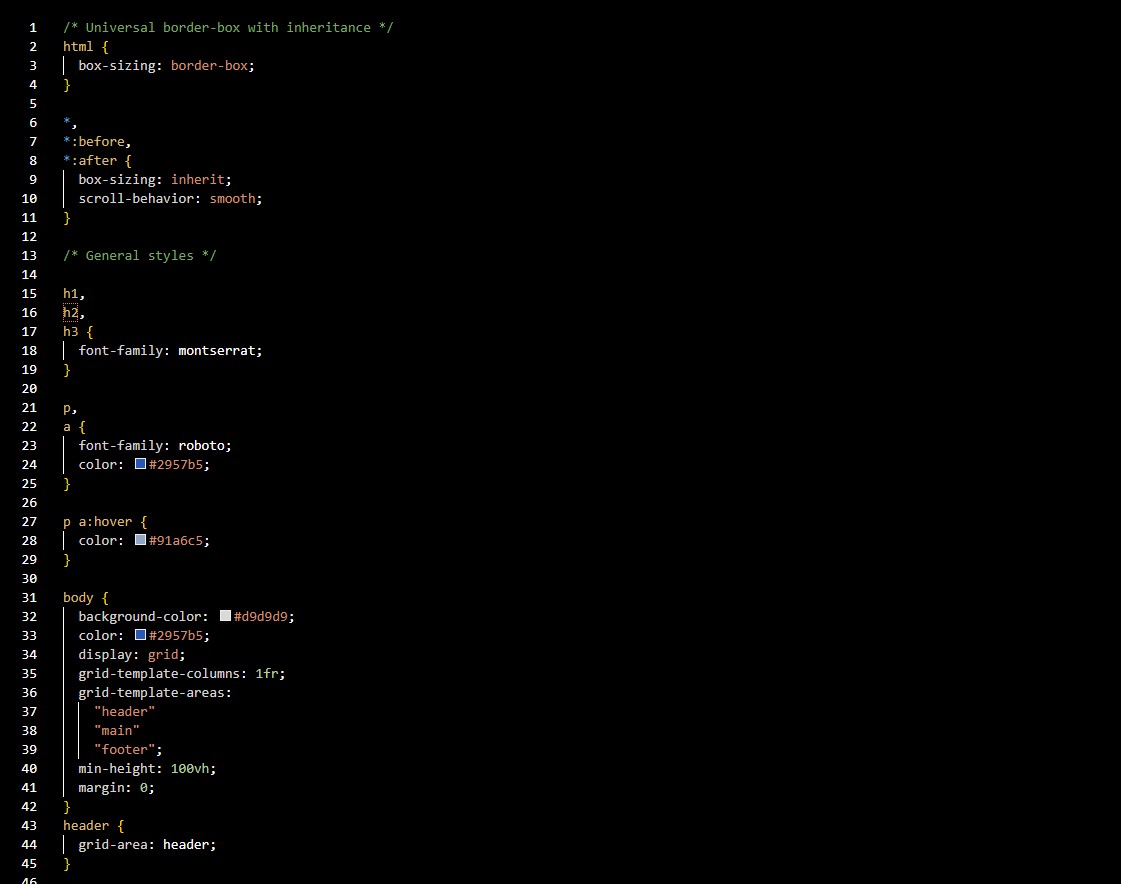 1 /* Universal border-box with inheritance */
2 html {
3 box-sizing: border-box;
4 }
5
6 *,
7 *:before,
8 *:after {
9 box-sizing: inherit;
10 scroll-behavior: smooth;
11 }
12
13 /* General styles */
14
15 h1,
16 h2,
17 h3 {
18 font-family: montserrat;
19 }
20
21 p,
22 a {
23 font-family: roboto;
24 color: #2957b5;
25 }
26
27 p a:hover {
28 color: #91a6c5;
29 }
30
31 body {
32 background-color: #d9d9d9;
33 color: #2957b5;
34 display: grid;
35 grid-template-columns: 1fr;
36 grid-template-areas:
37 "header"
38 "main"
39 "footer";
40 min-height: 100vh;
41 margin: 0;
42 }
43 header {
44 grid-area: header;
45 }
46